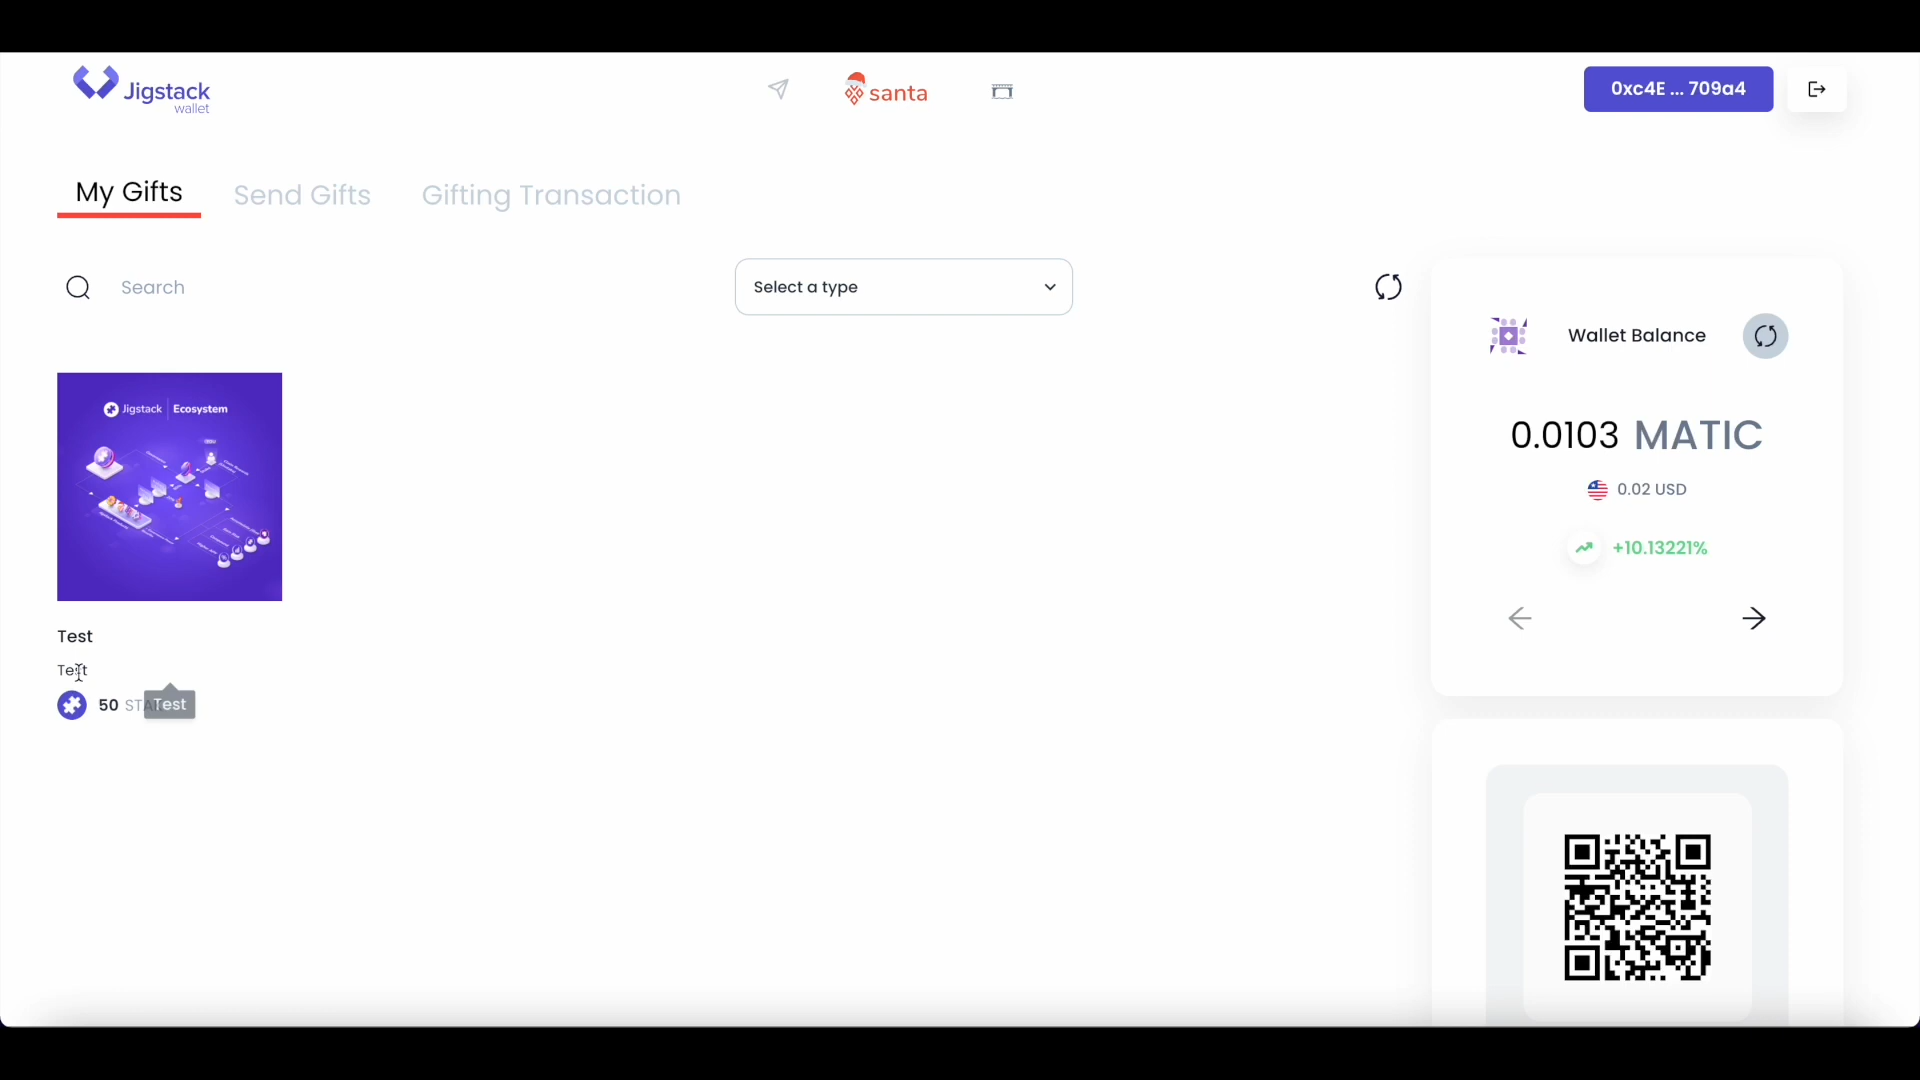 Jigstack
wallet
santa
0xc4E ... 709a4
My Gifts
Send Gifts
Gifting Transaction
Search
Select a type
Wallet Balance
0.0103 MATIC
0.02 USD
+10.13221%
Jigstack | Ecosystem
Test
Test
50
Test